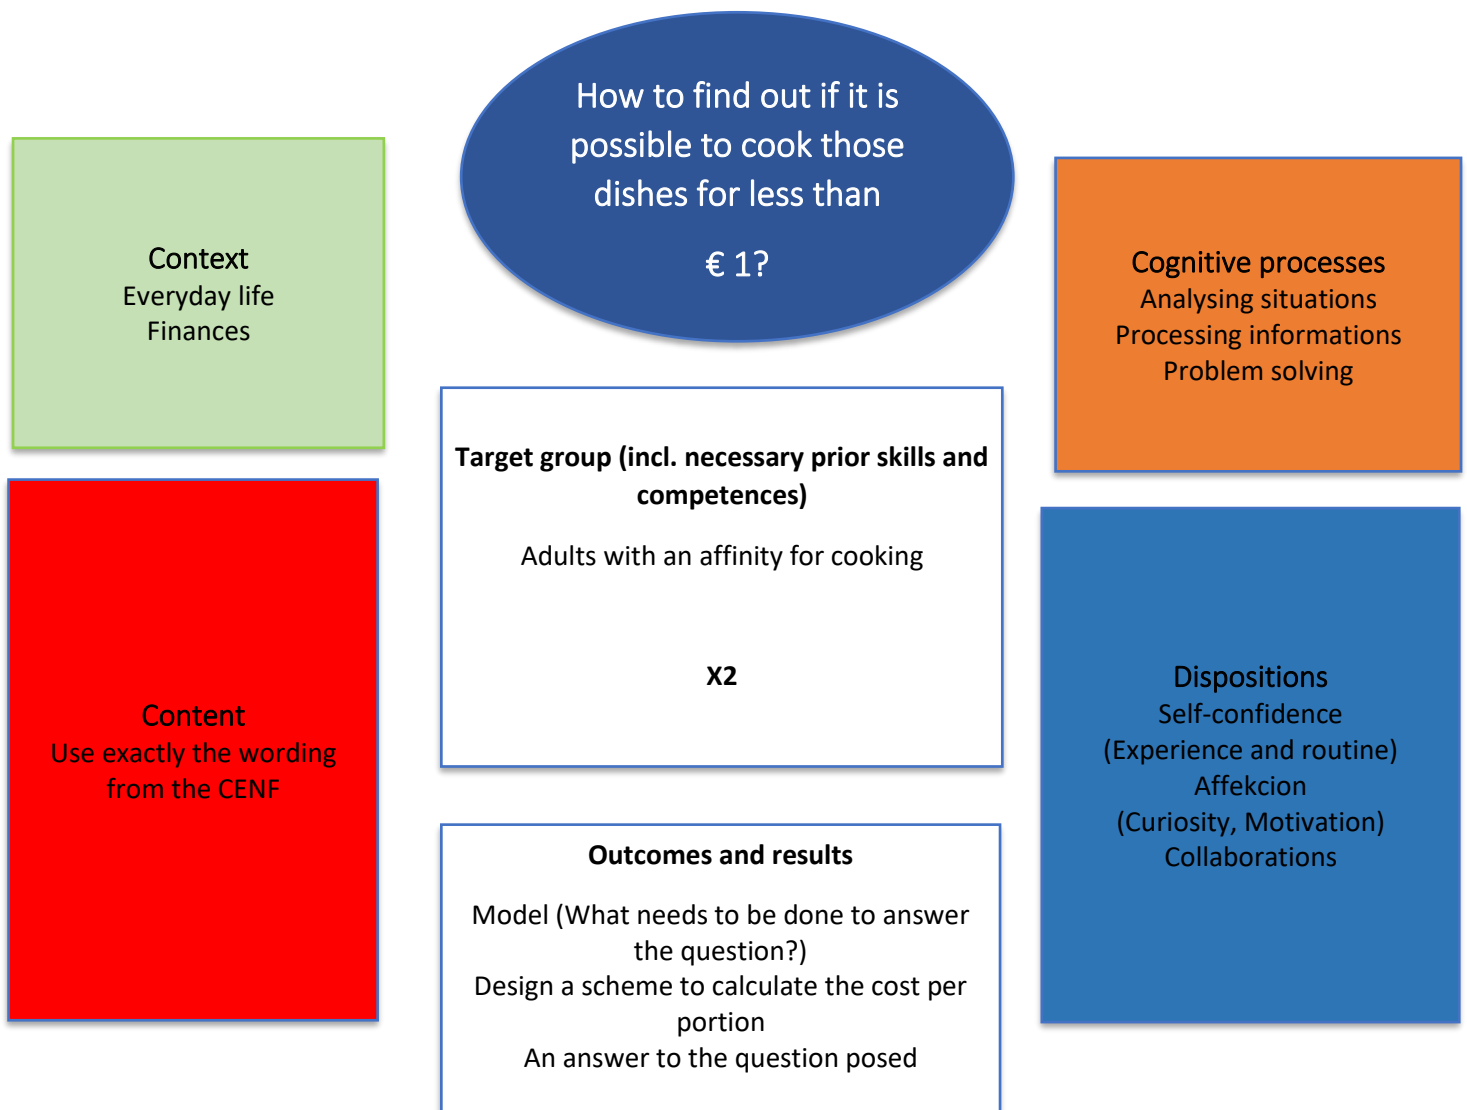 How to find out if it is
possible to cook those
dishes for less than
€ 1?
Context
Everyday life
Finances
Cognitive processes
Analysing situations
Processing informations
Problem solving
Target group (incl. necessary prior skills and
competences)
Adults with an affinity for cooking
X2
Content
Use exactly the wording
from the CENF
Dispositions
Self-confidence
(Experience and routine)
Affekcion
(Curiosity, Motivation)
Collaborations
Outcomes and results
Model (What needs to be done to answer
the question?)
Design a scheme to calculate the cost per
portion
An answer to the question posed